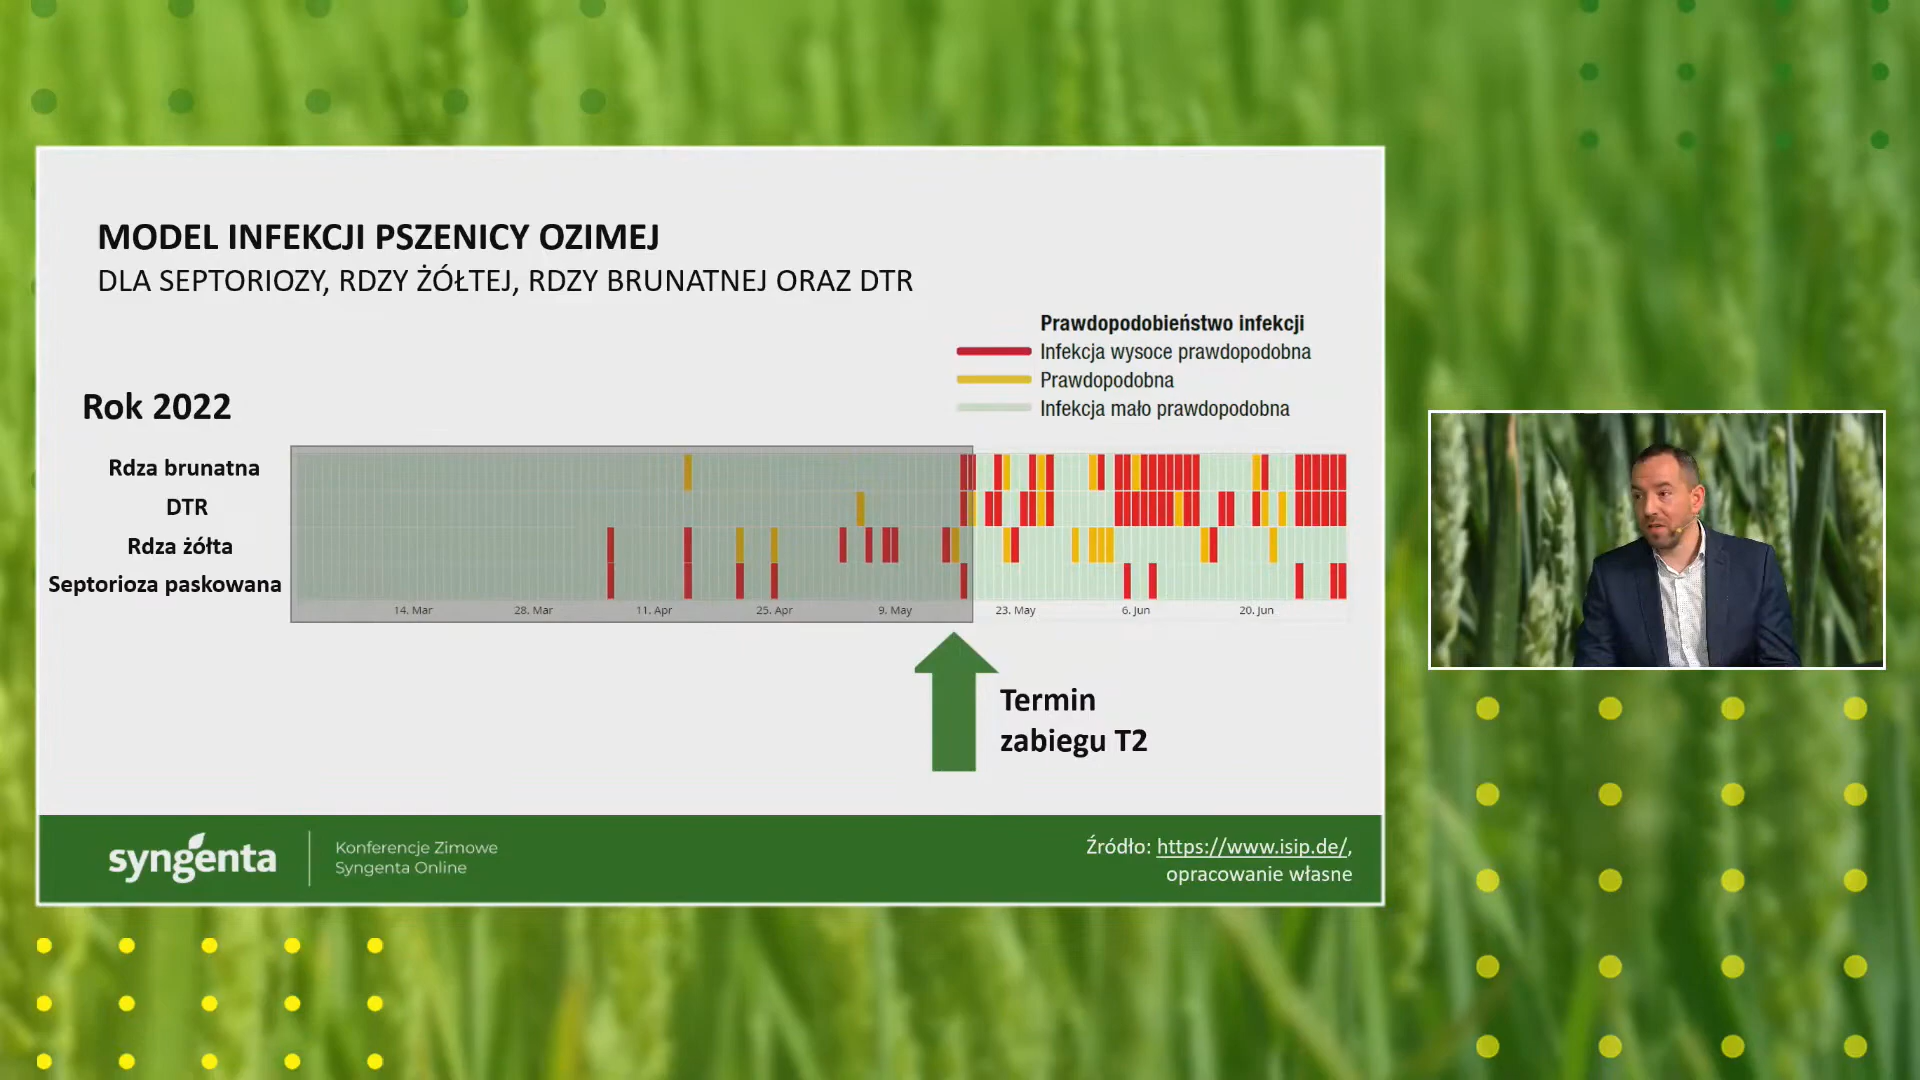 MODEL INFEKCJI PSZENICY OZIMEJ
DLA SEPTORIOZY, RDZY ŻÓŁTEJ, RDZY BRUNATNEJ ORAZ DTR
Prawdopodobieństwo infekcji
Infekcja wysoce prawdopodobna
Prawdopodobna
Infekcja mało prawdopodobna
Rok 2022
Rdza brunatna
DTR
Rdza żółta
Septorioza paskowana
14. Mar 28. Mar 11. Apr 25. Apr 9. May 23. May 6. Jun 20. Jun
Termin
zabiegu T2
syngenta
Konferencje Zimowe
Syngenta Online
Źródło: https://www.isip.de/,
opracowanie własne